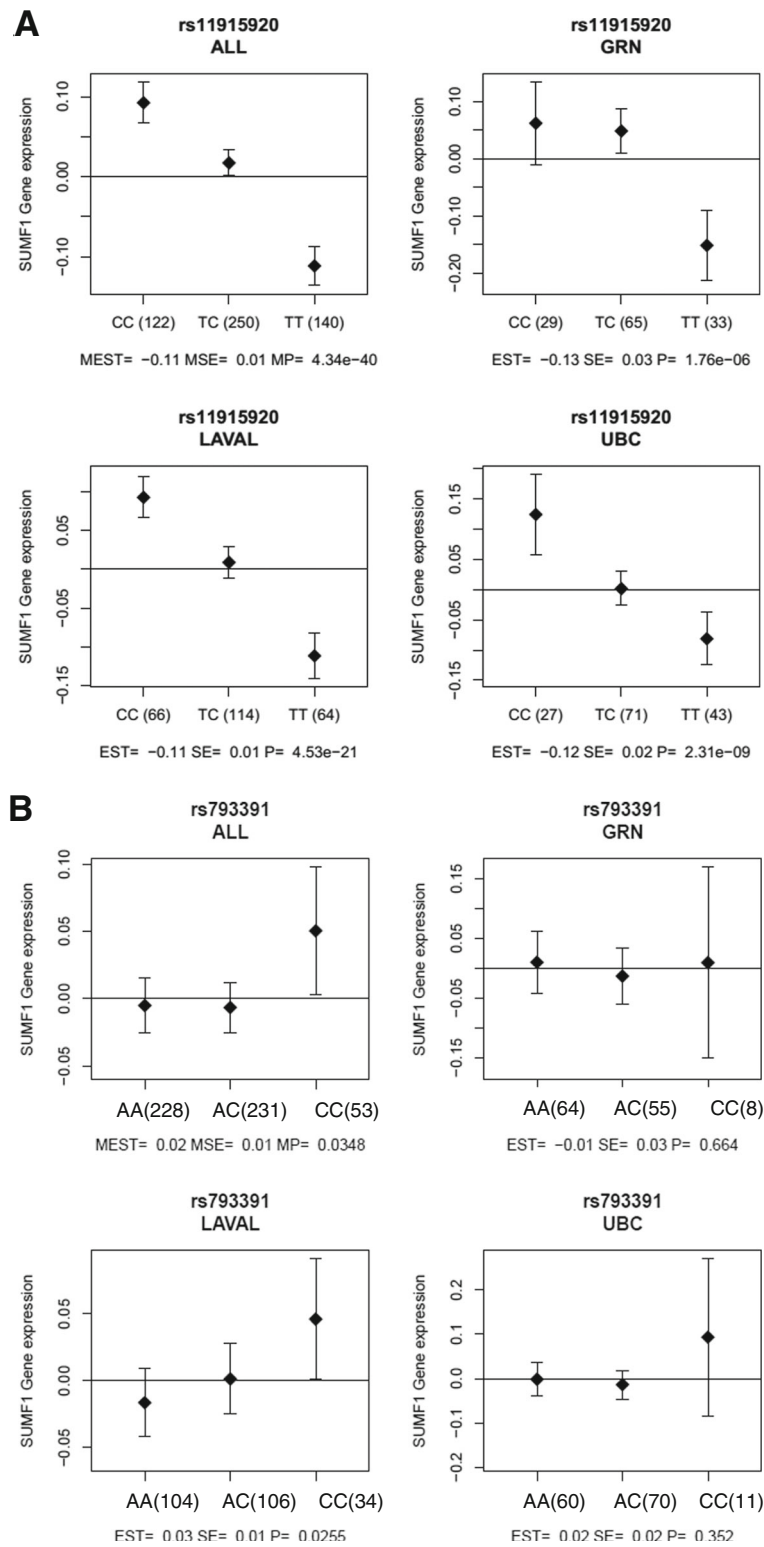 A
rs11915920
ALL
SUMF1 Gene expression
0.10
0.00
−0.10
CC (122) TC (250) TT (140)
MEST= −0.11 MSE= 0.01 MP= 4.34e−40
rs11915920
GRN
SUMF1 Gene expression
0.10
0.00
−0.10
−0.20
CC (29) TC (65) TT (33)
EST= −0.13 SE= 0.03 P= 1.76e−06
rs11915920
LAVAL
SUMF1 Gene expression
0.05
−0.05
−0.15
CC (66) TC (114) TT (64)
EST= −0.11 SE= 0.01 P= 4.53e−21
rs11915920
UBC
SUMF1 Gene expression
0.15
0.05
−0.05
−0.15
CC (27) TC (71) TT (43)
EST= −0.12 SE= 0.02 P= 2.31e−09
B
rs793391
ALL
SUMF1 Gene expression
0.10
0.05
0.00
−0.05
AA(228) AC(231) CC(53)
MEST= 0.02 MSE= 0.01 MP= 0.0348
rs793391
GRN
SUMF1 Gene expression
0.15
0.05
−0.05
−0.15
AA(64) AC(55) CC(8)
EST= −0.01 SE= 0.03 P= 0.664
rs793391
LAVAL
SUMF1 Gene expression
0.05
0.00
−0.05
AA(104) AC(106) CC(34)
EST= 0.03 SE= 0.01 P= 0.0255
rs793391
UBC
SUMF1 Gene expression
0.2
0.1
0.0
−0.1
−0.2
AA(60) AC(70) CC(11)
EST= 0.02 SE= 0.02 P= 0.352